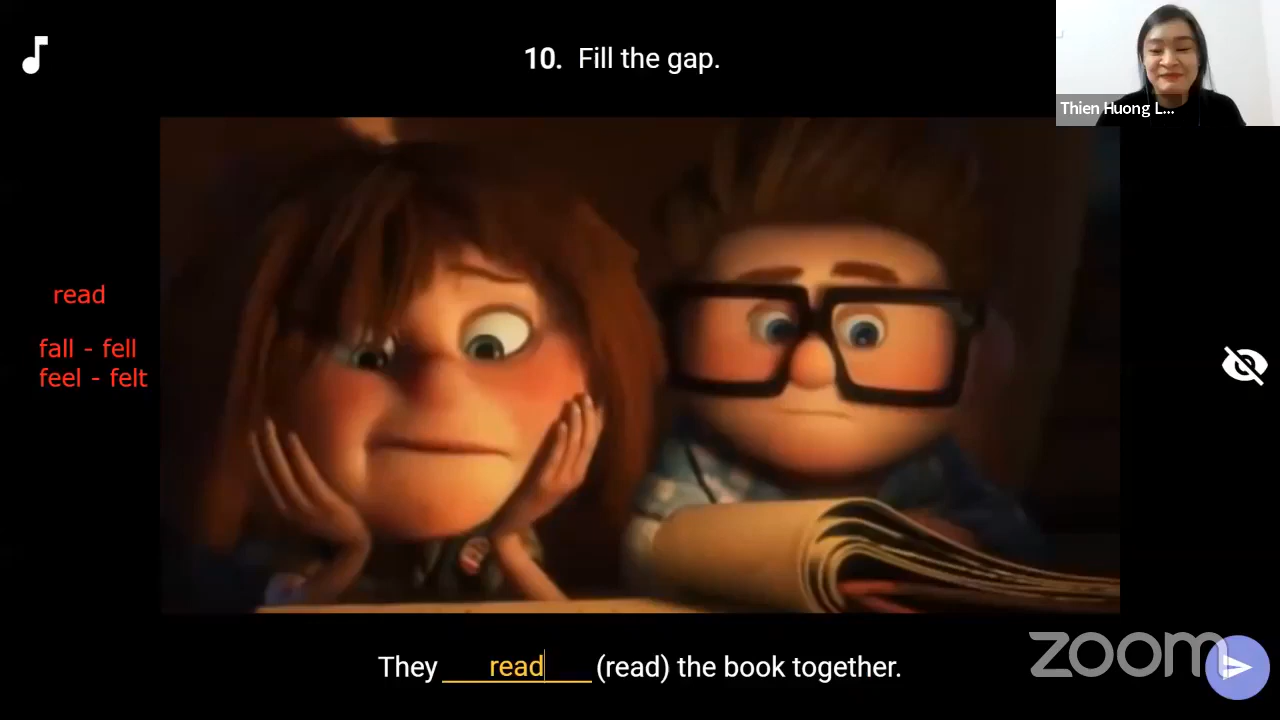 10. Fill the gap.
Thien Huong L...
read
fall - fell
feel - felt
They read (read) the book together.
zoom